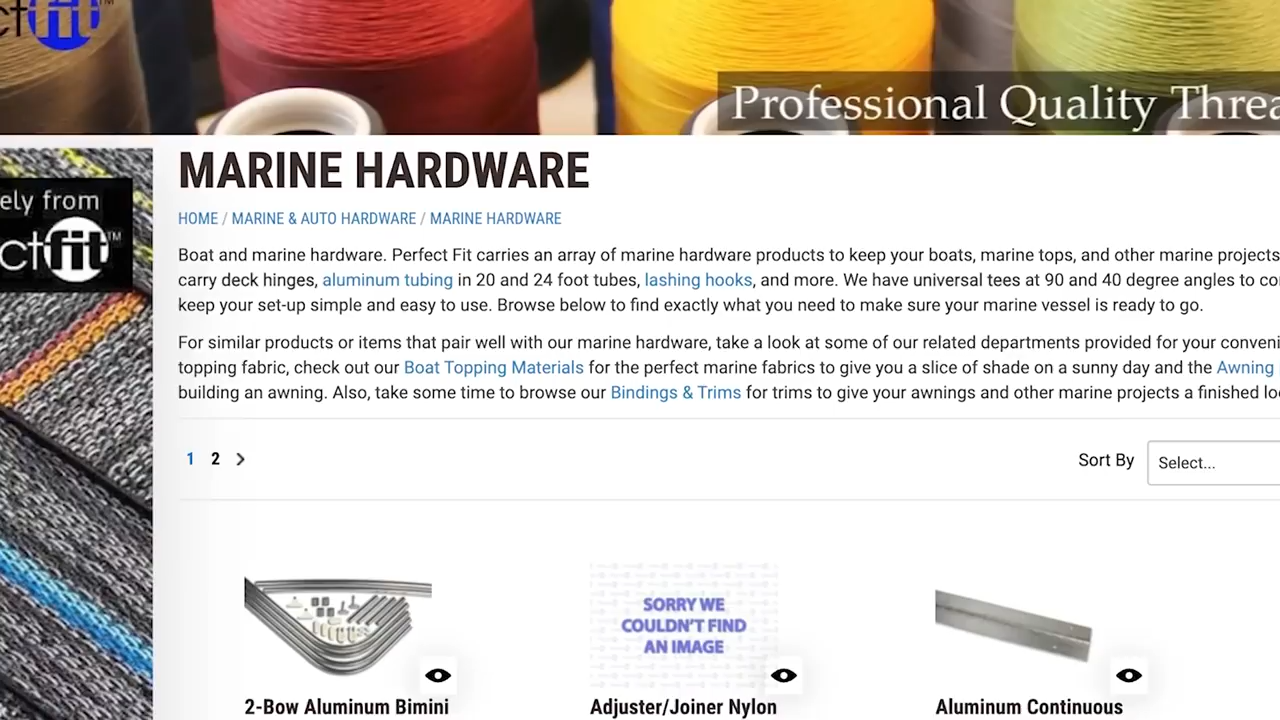 ct fit™
Professional Quality Threa
ely from
ct fit™
MARINE HARDWARE
HOME / MARINE & AUTO HARDWARE / MARINE HARDWARE
Boat and marine hardware. Perfect Fit carries an array of marine hardware products to keep your boats, marine tops, and other marine projects
carry deck hinges, aluminum tubing in 20 and 24 foot tubes, lashing hooks, and more. We have universal tees at 90 and 40 degree angles to co
keep your set-up simple and easy to use. Browse below to find exactly what you need to make sure your marine vessel is ready to go.
For similar products or items that pair well with our marine hardware, take a look at some of our related departments provided for your conveni
topping fabric, check out our Boat Topping Materials for the perfect marine fabrics to give you a slice of shade on a sunny day and the Awning
building an awning. Also, take some time to browse our Bindings & Trims for trims to give your awnings and other marine projects a finished lo
1 2 >
Sort By Select...
SORRY WE
COULDN'T FIND
AN IMAGE
2-Bow Aluminum Bimini
Adjuster/Joiner Nylon
Aluminum Continuous